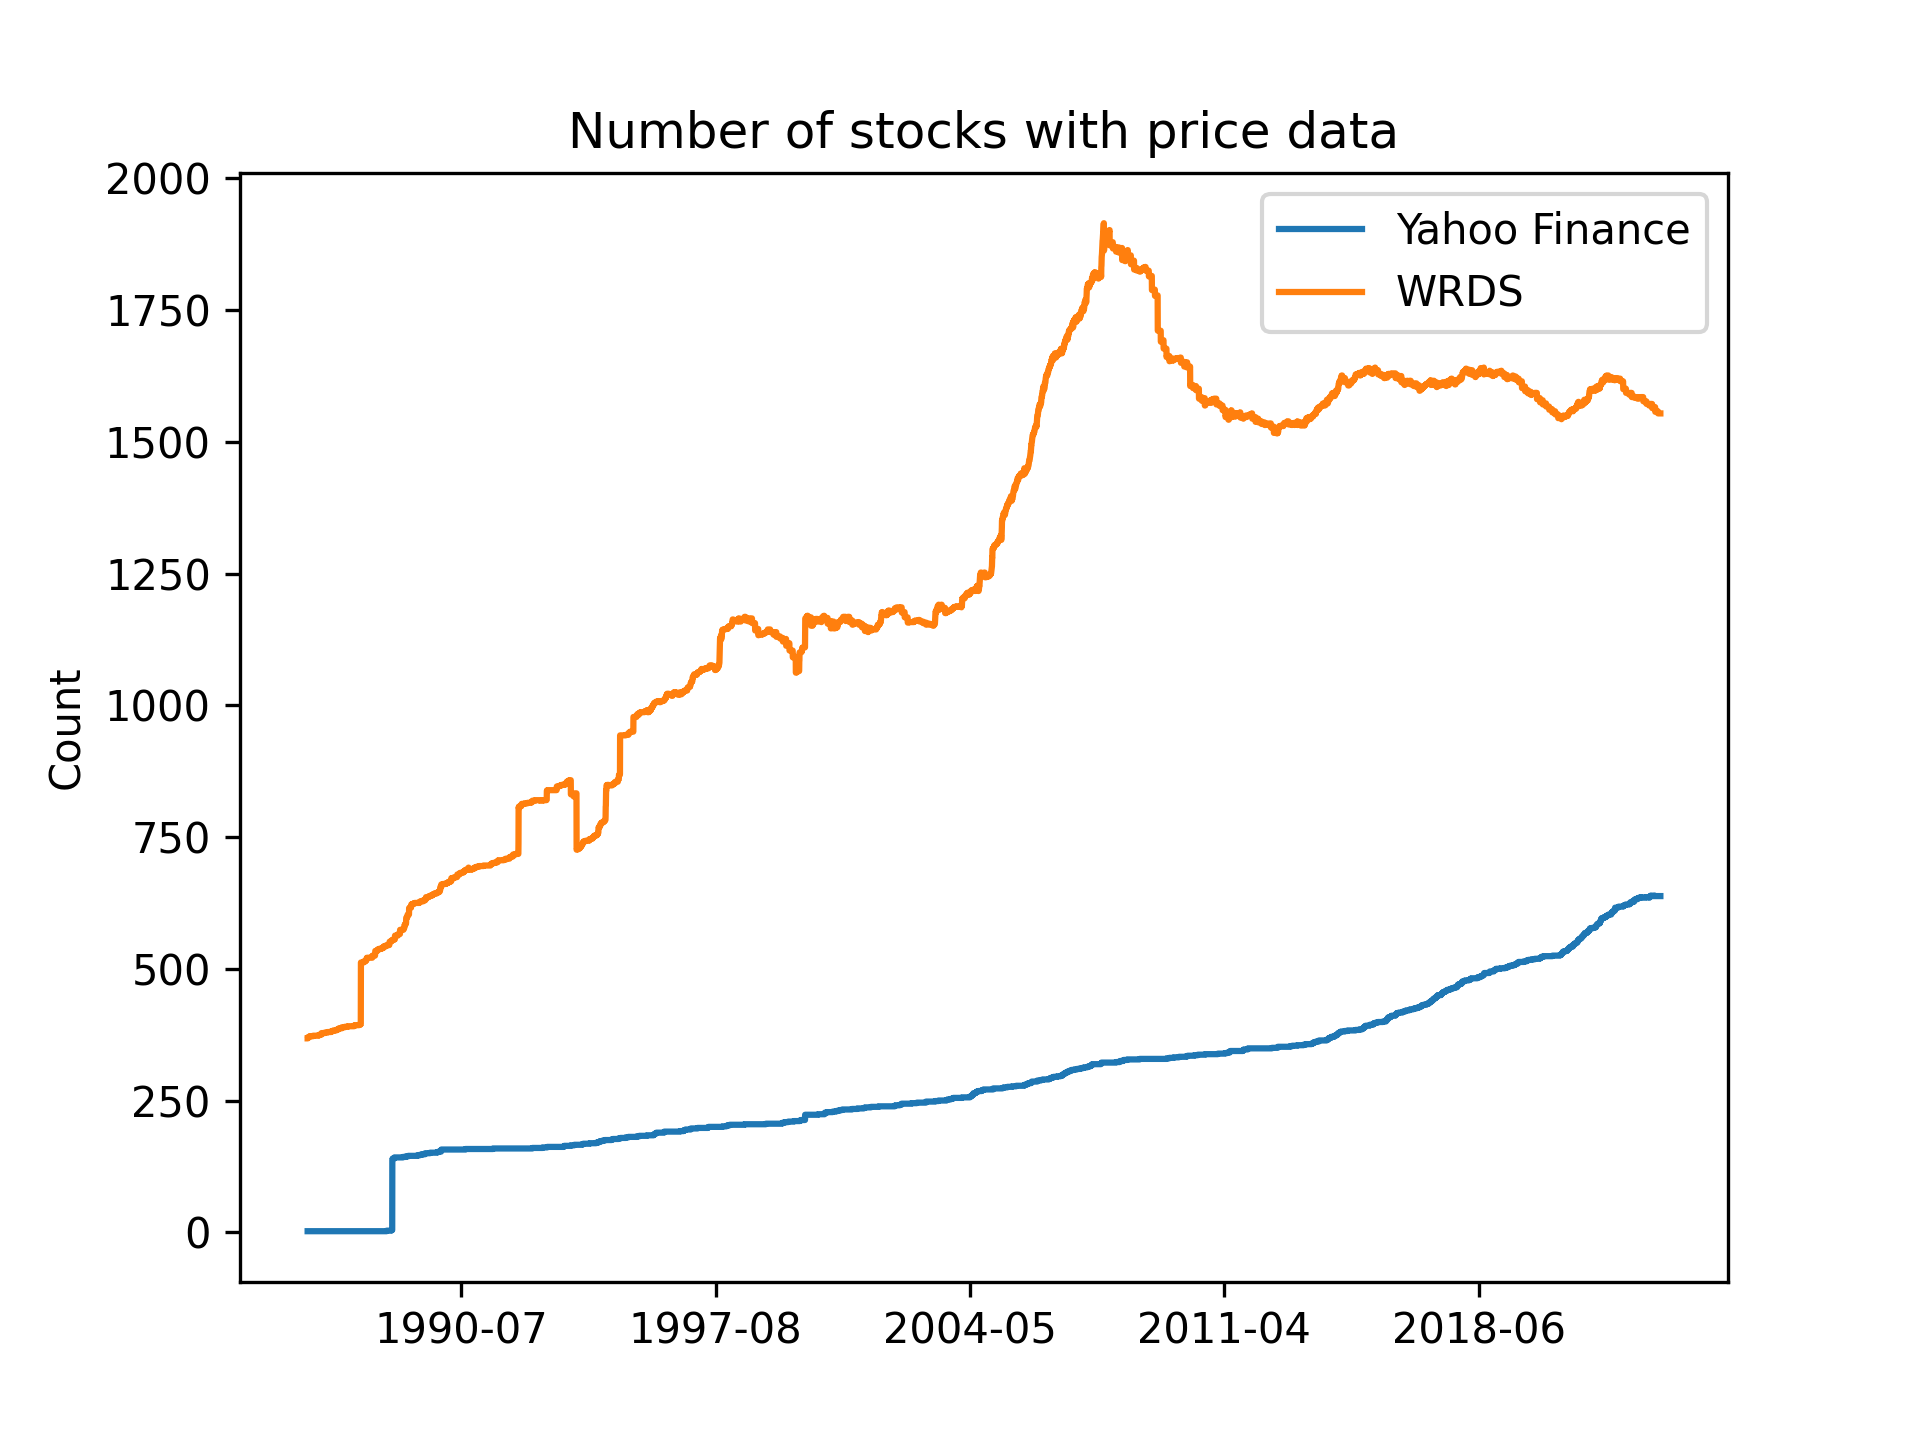 Number of stocks with price data
Yahoo Finance
WRDS
2000
1750
1500
1250
1000
750
500
250
0
Count
1990-07 1997-08 2004-05 2011-04 2018-06